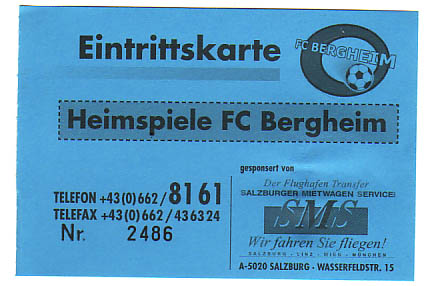 Eintrittskarte
FC BERGHEIM
Heimspiele FC Bergheim
gesponsert von
Der Flughafen Transfer
SALZBURGER MIETWAGEN SERVICE
SMS
Wir fahren Sie fliegen!
SALZBURG - LINZ - WIEN - MÜNCHEN
A-5020 SALZBURG - WASSERFELDSTR. 15
TELEFON +43(0)662/8161
TELEFAX +43(0)662/436324
Nr. 2486